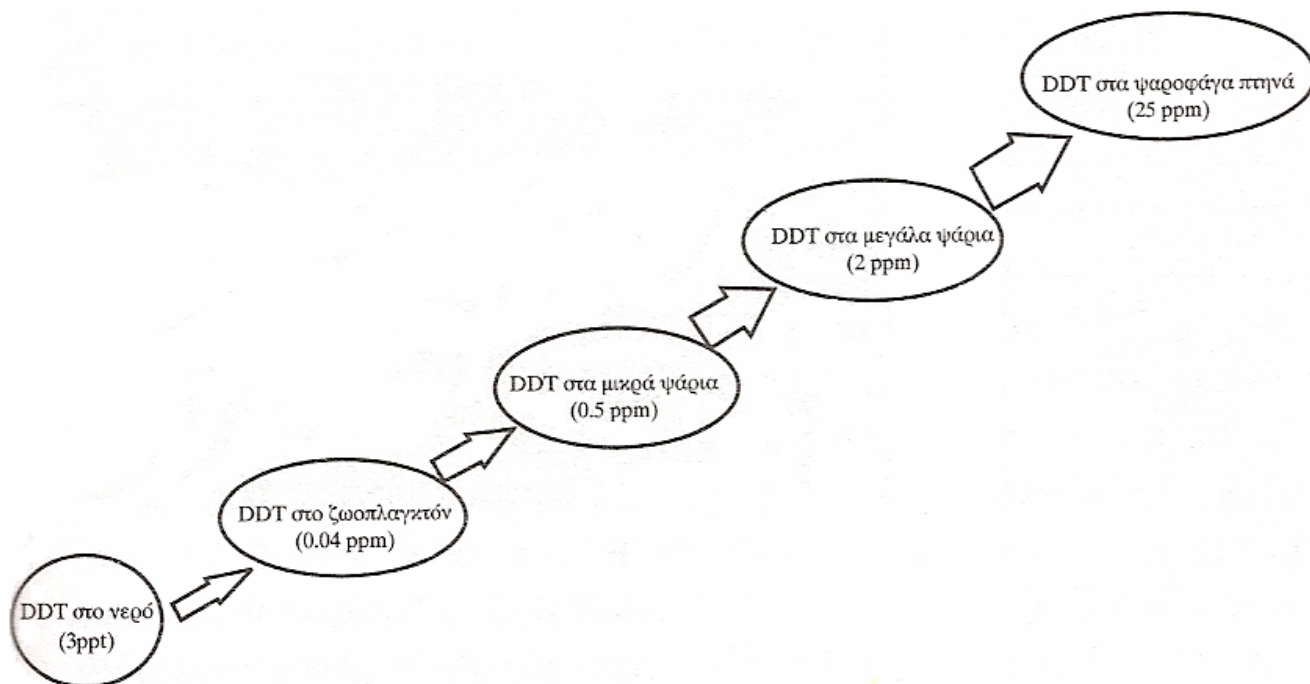 DDT στα ψαροφάγα πτηνά
(25 ppm)
DDT στα μεγάλα ψάρια
(2 ppm)
DDT στα μικρά ψάρια
(0.5 ppm)
DDT στο ζωοπλαγκτόν
(0.04 ppm)
DDT στο νερό
(3ppt)